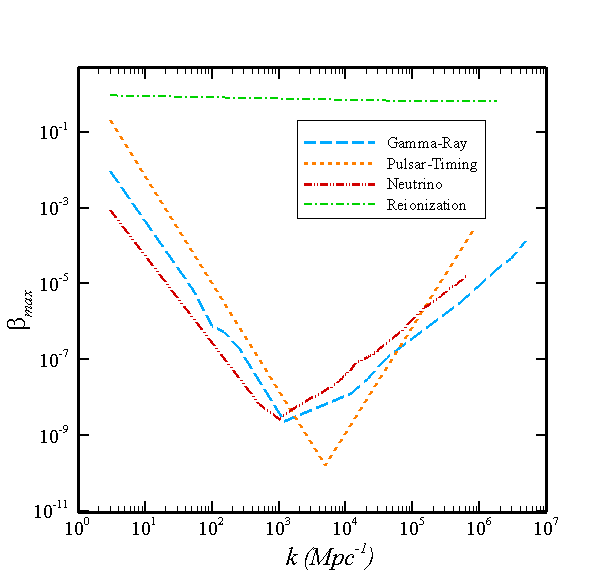 Gamma-Ray
Pulsar-Timing
Neutrino
Reionization
10^-1
10^-3
10^-5
10^-7
10^-9
10^-11
β_max
10^0 10^1 10^2 10^3 10^4 10^5 10^6 10^7
k (Mpc^-1)